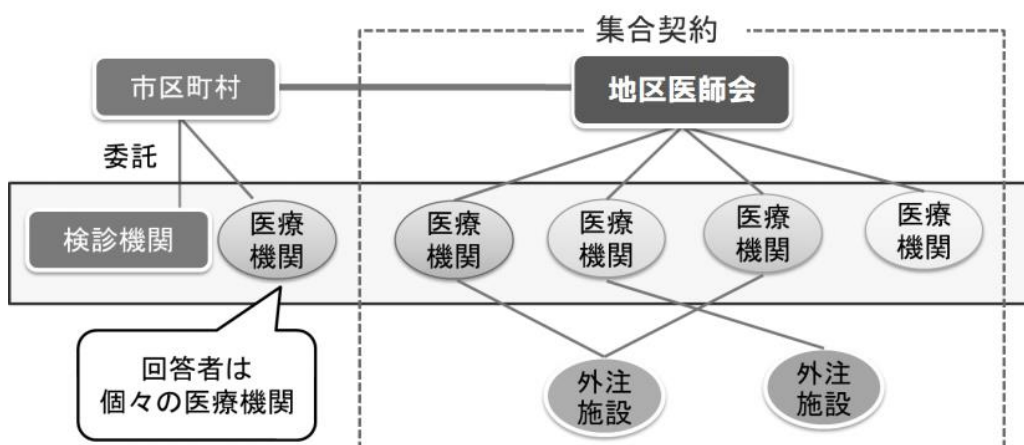 集合契約
市区町村
地区医師会
委託
検診機関
医療
機関
医療
機関
医療
機関
医療
機関
医療
機関
回答者は
個々の医療機関
外注
施設
外注
施設